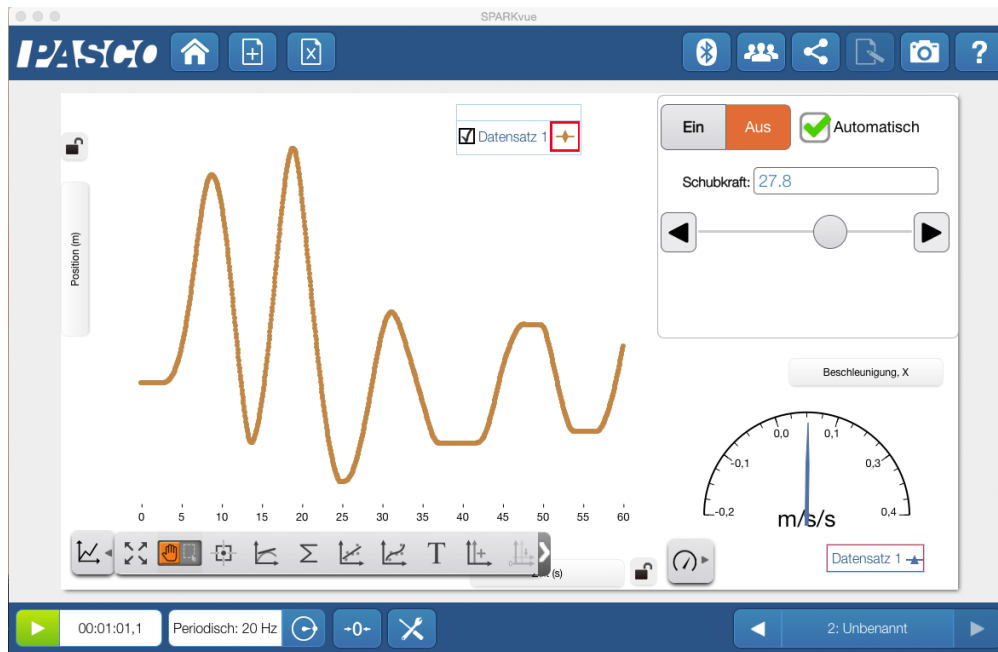 SPARKvue
PASCO
?
Datensatz 1
Ein
Aus
Automatisch
Schubkraft: 27.8
Position (m)
Beschleunigung, X
0,0
0,1
-0,1
0,3
-0,2
0,4
m/s/s
0
5
10
15
20
25
30
35
40
45
50
55
60
Σ
T
(s)
Datensatz 1
00:01:01,1
Periodisch: 20 Hz
-0-
2: Unbenannt